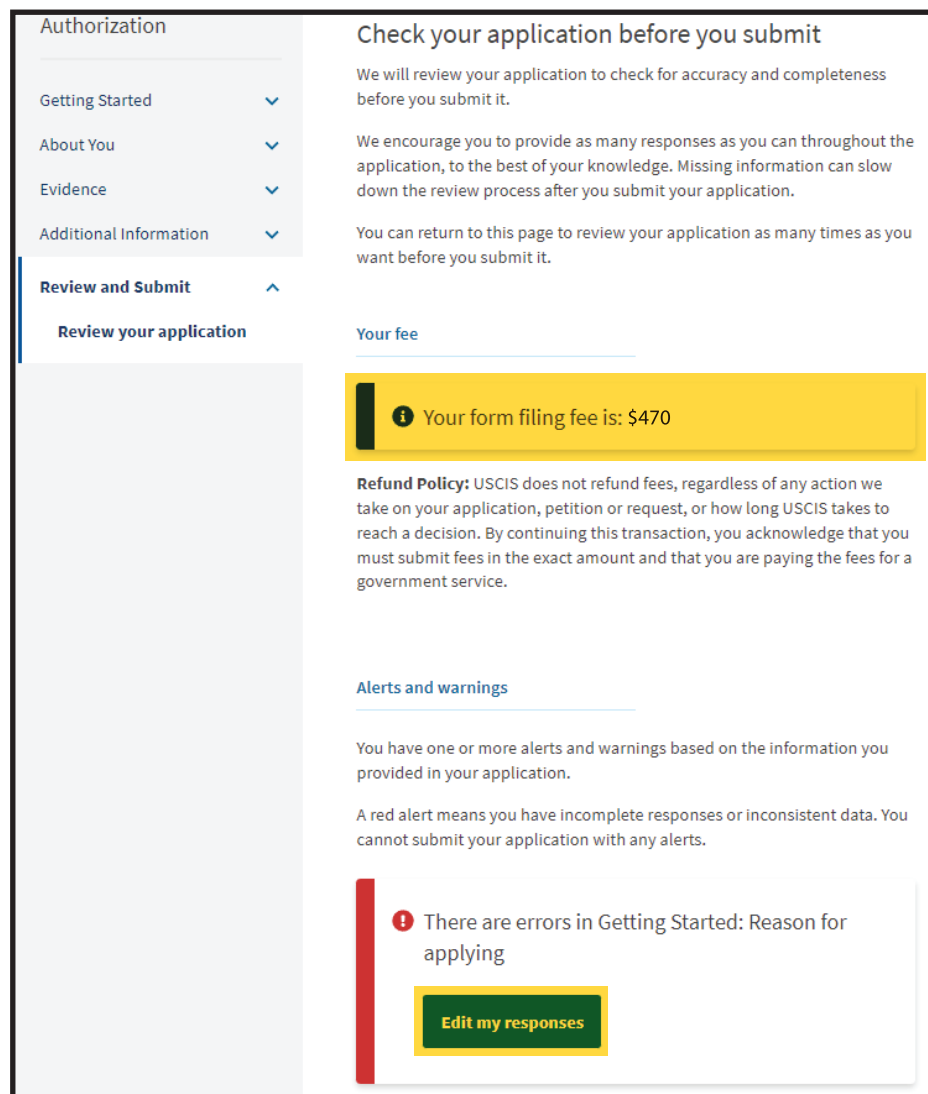 Authorization
Getting Started
About You
Evidence
Additional Information
Review and Submit
Review your application
Check your application before you submit
We will review your application to check for accuracy and completeness
before you submit it.
We encourage you to provide as many responses as you can throughout the
application, to the best of your knowledge. Missing information can slow
down the review process after you submit your application.
You can return to this page to review your application as many times as you
want before you submit it.
Your fee
Your form filing fee is: $470
Refund Policy: USCIS does not refund fees, regardless of any action we
take on your application, petition or request, or how long USCIS takes to
reach a decision. By continuing this transaction, you acknowledge that you
must submit fees in the exact amount and that you are paying the fees for a
government service.
Alerts and warnings
You have one or more alerts and warnings based on the information you
provided in your application.
A red alert means you have incomplete responses or inconsistent data. You
cannot submit your application with any alerts.
There are errors in Getting Started: Reason for
applying
Edit my responses